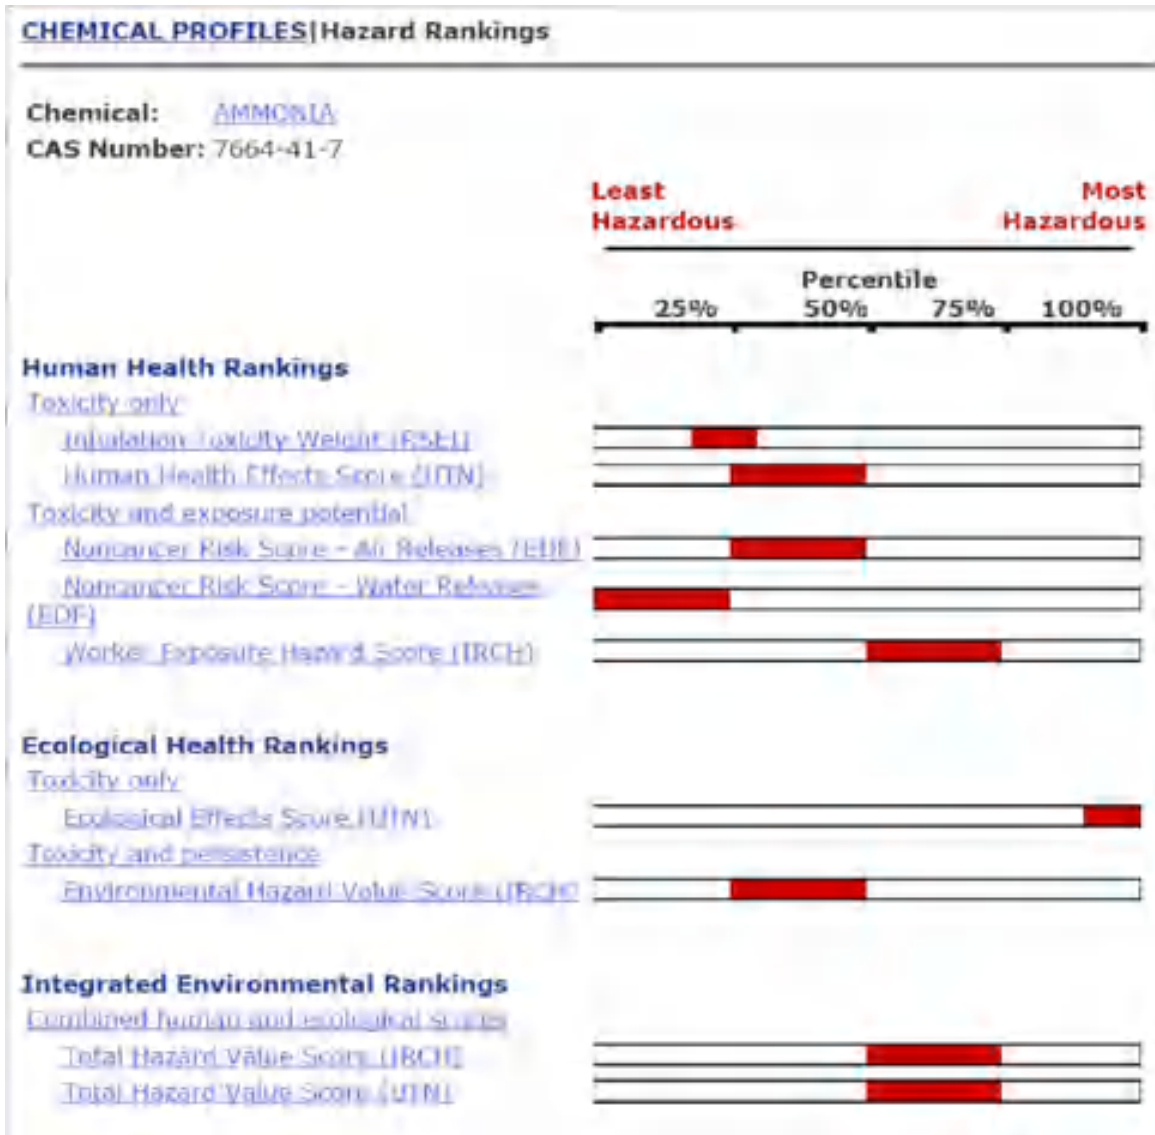 CHEMICAL PROFILES|Hazard Rankings
Chemical: AMMONIA
CAS Number: 7664-41-7
Least Most
Hazardous Hazardous
Percentile
25% 50% 75% 100%
Human Health Rankings
Toxicity only
Inhalation Toxicity Weight (RSEI)
Human Health Effects Score (UTN)
Toxicity and exposure potential
Noncancer Risk Score - Air Releases (EDF)
Noncancer Risk Score - Water Releases
(EDF)
Worker Exposure Hazard Score (IRCH)
Ecological Health Rankings
Toxicity only
Ecological Effects Score (UTN)
Toxicity and persistence
Environmental Hazard Value Score (IRCH)
Integrated Environmental Rankings
Combined human and ecological scores
Total Hazard Value Score (IRCH)
Total Hazard Value Score (UTN)